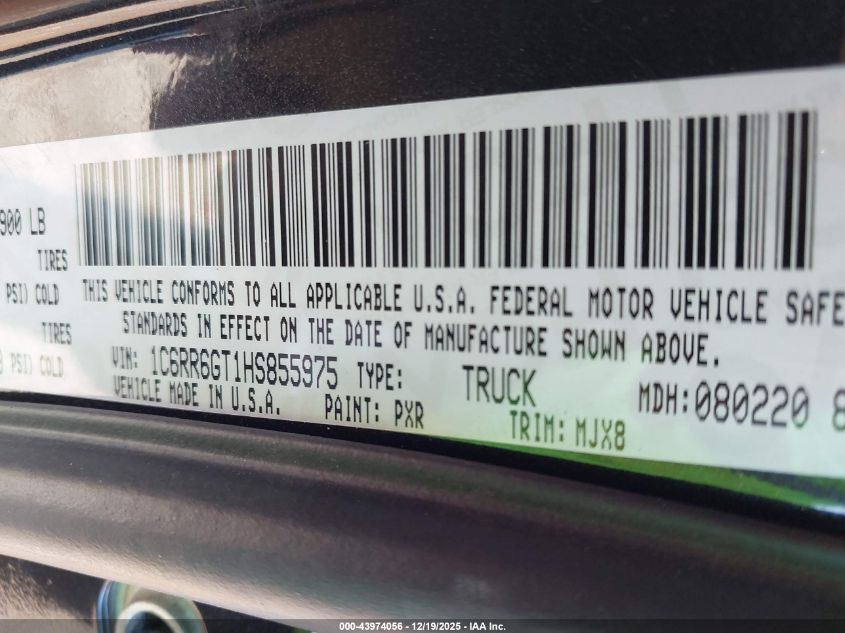 900 LB
TIRES
PSI) COLD
TIRES
PSI) COLD
THIS VEHICLE CONFORMS TO ALL APPLICABLE U.S.A. FEDERAL MOTOR VEHICLE SAFE
STANDARDS IN EFFECT ON THE DATE OF MANUFACTURE SHOWN ABOVE.
VIN: 1C6RR6GT1HS855975 TYPE: TRUCK MDH:080220 8
VEHICLE MADE IN U.S.A. PAINT: PXR TRIM: MJX8
000-43974056 - 12/19/2025 - IAA Inc.